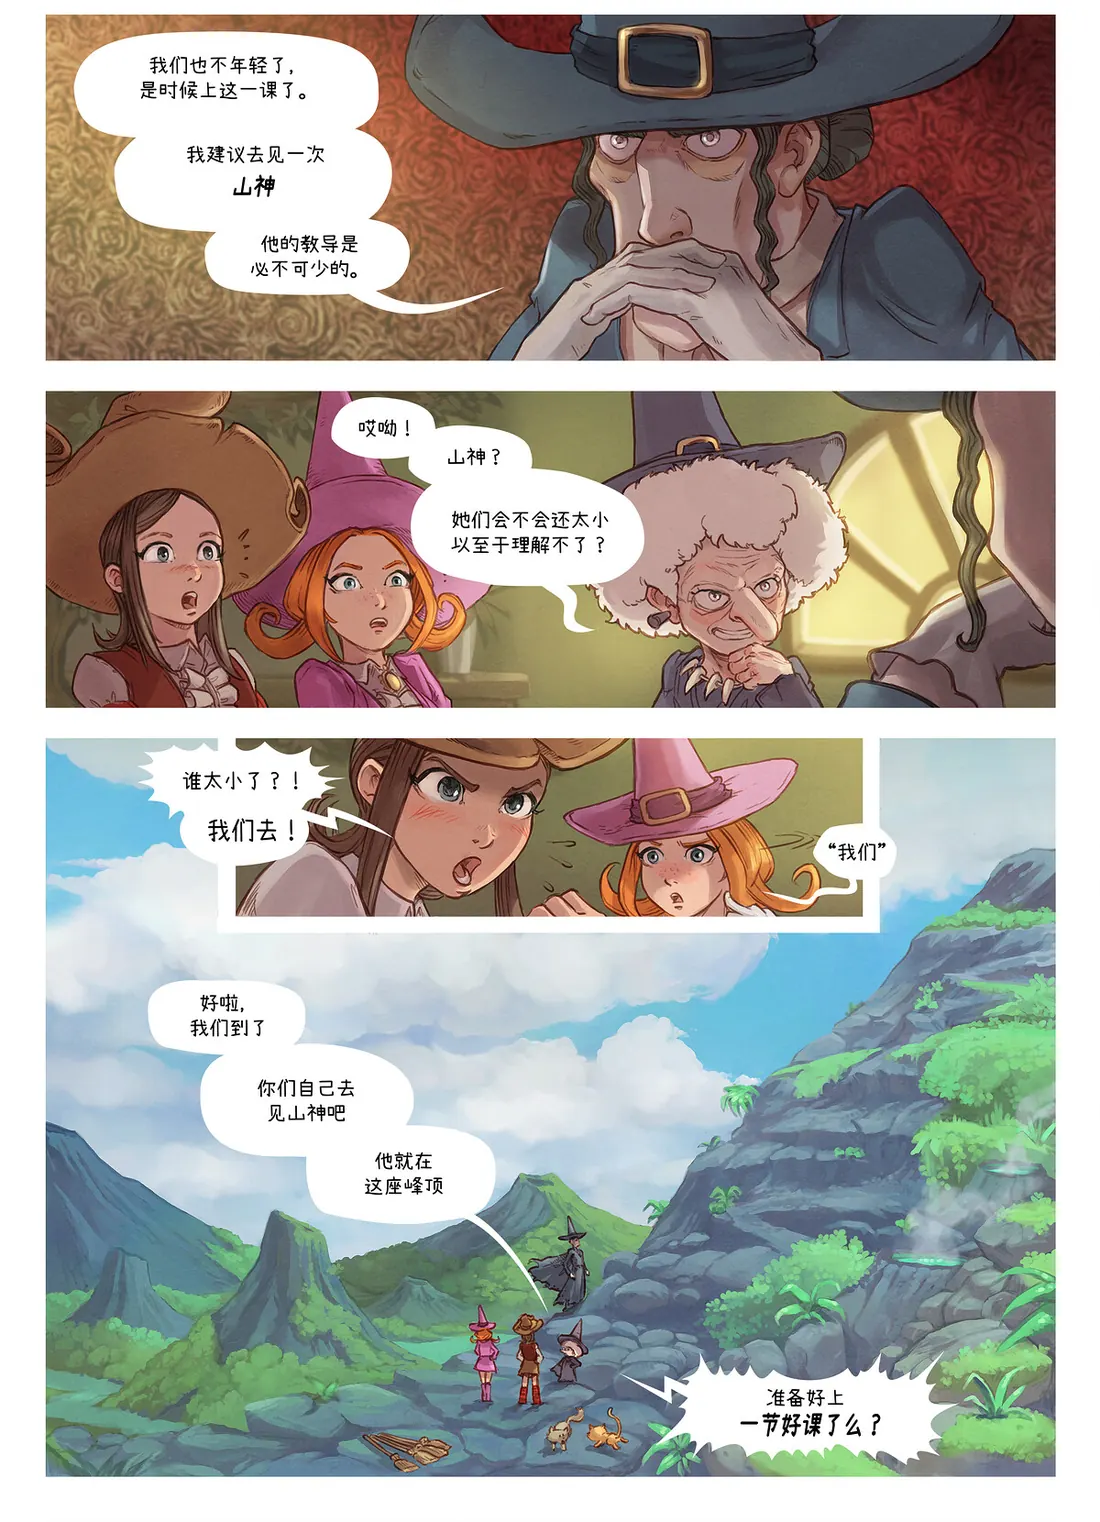 我们也不年轻了,
是时候上这一课了。
我建议去见一次
山神
他的教导是
必不可少的。
哎呦！
山神？
她们会不会还太小
以至于理解不了？
谁太小了？！
我们去！
“我们”
好啦,
我们到了
你们自己去
见山神吧
他就在
这座峰顶
准备好上
一节好课了么？